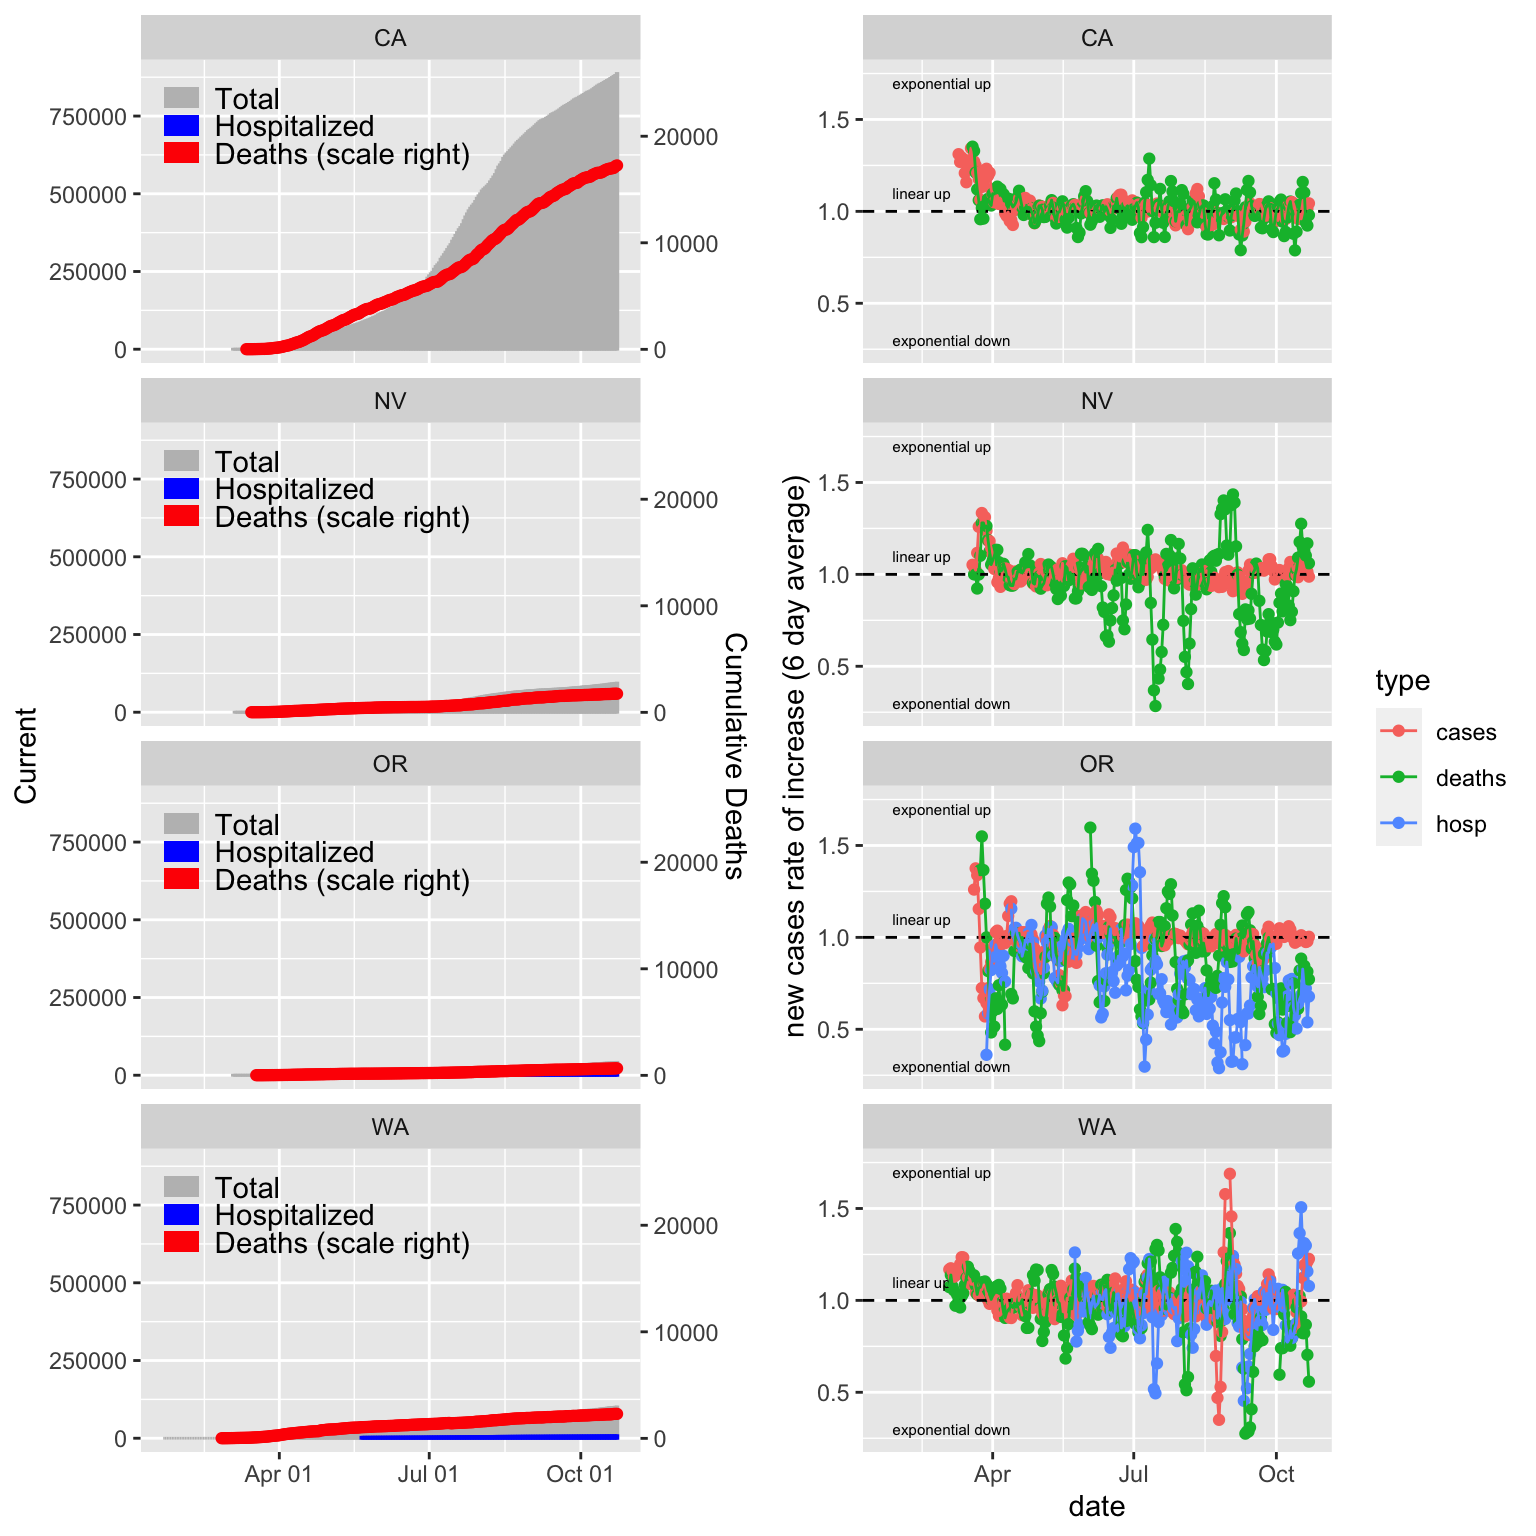 CA
750000
500000
250000
0
Total
Hospitalized
Deaths (scale right)
20000
10000
0
NV
750000
500000
250000
0
Total
Hospitalized
Deaths (scale right)
20000
10000
0
OR
750000
500000
250000
0
Total
Hospitalized
Deaths (scale right)
20000
10000
0
WA
750000
500000
250000
0
Total
Hospitalized
Deaths (scale right)
20000
10000
0
Apr 01
Jul 01
Oct 01
Current
Cumulative Deaths
CA
1.5
1.0
0.5
exponential up
linear up
exponential down
NV
1.5
1.0
0.5
exponential up
linear up
exponential down
OR
1.5
1.0
0.5
exponential up
linear up
exponential down
WA
1.5
1.0
0.5
exponential up
linear up
exponential down
Apr
Jul
Oct
date
new cases rate of increase (6 day average)
type
cases
deaths
hosp